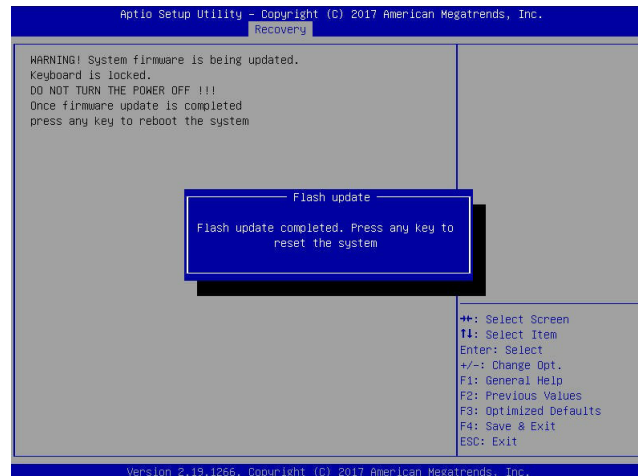 Aptio Setup Utility – Copyright (C) 2017 American Megatrends, Inc.
Recovery
WARNING! System firmware is being updated.
Keyboard is locked.
DO NOT TURN THE POWER OFF !!!
Once firmware update is completed
press any key to reboot the system
Flash update
Flash update completed. Press any key to
reset the system
→←: Select Screen
↑↓: Select Item
Enter: Select
+/-: Change Opt.
F1: General Help
F2: Previous Values
F3: Optimized Defaults
F4: Save & Exit
ESC: Exit
Version 2.19.1266. Copyright (C) 2017 American Megatrends, Inc.